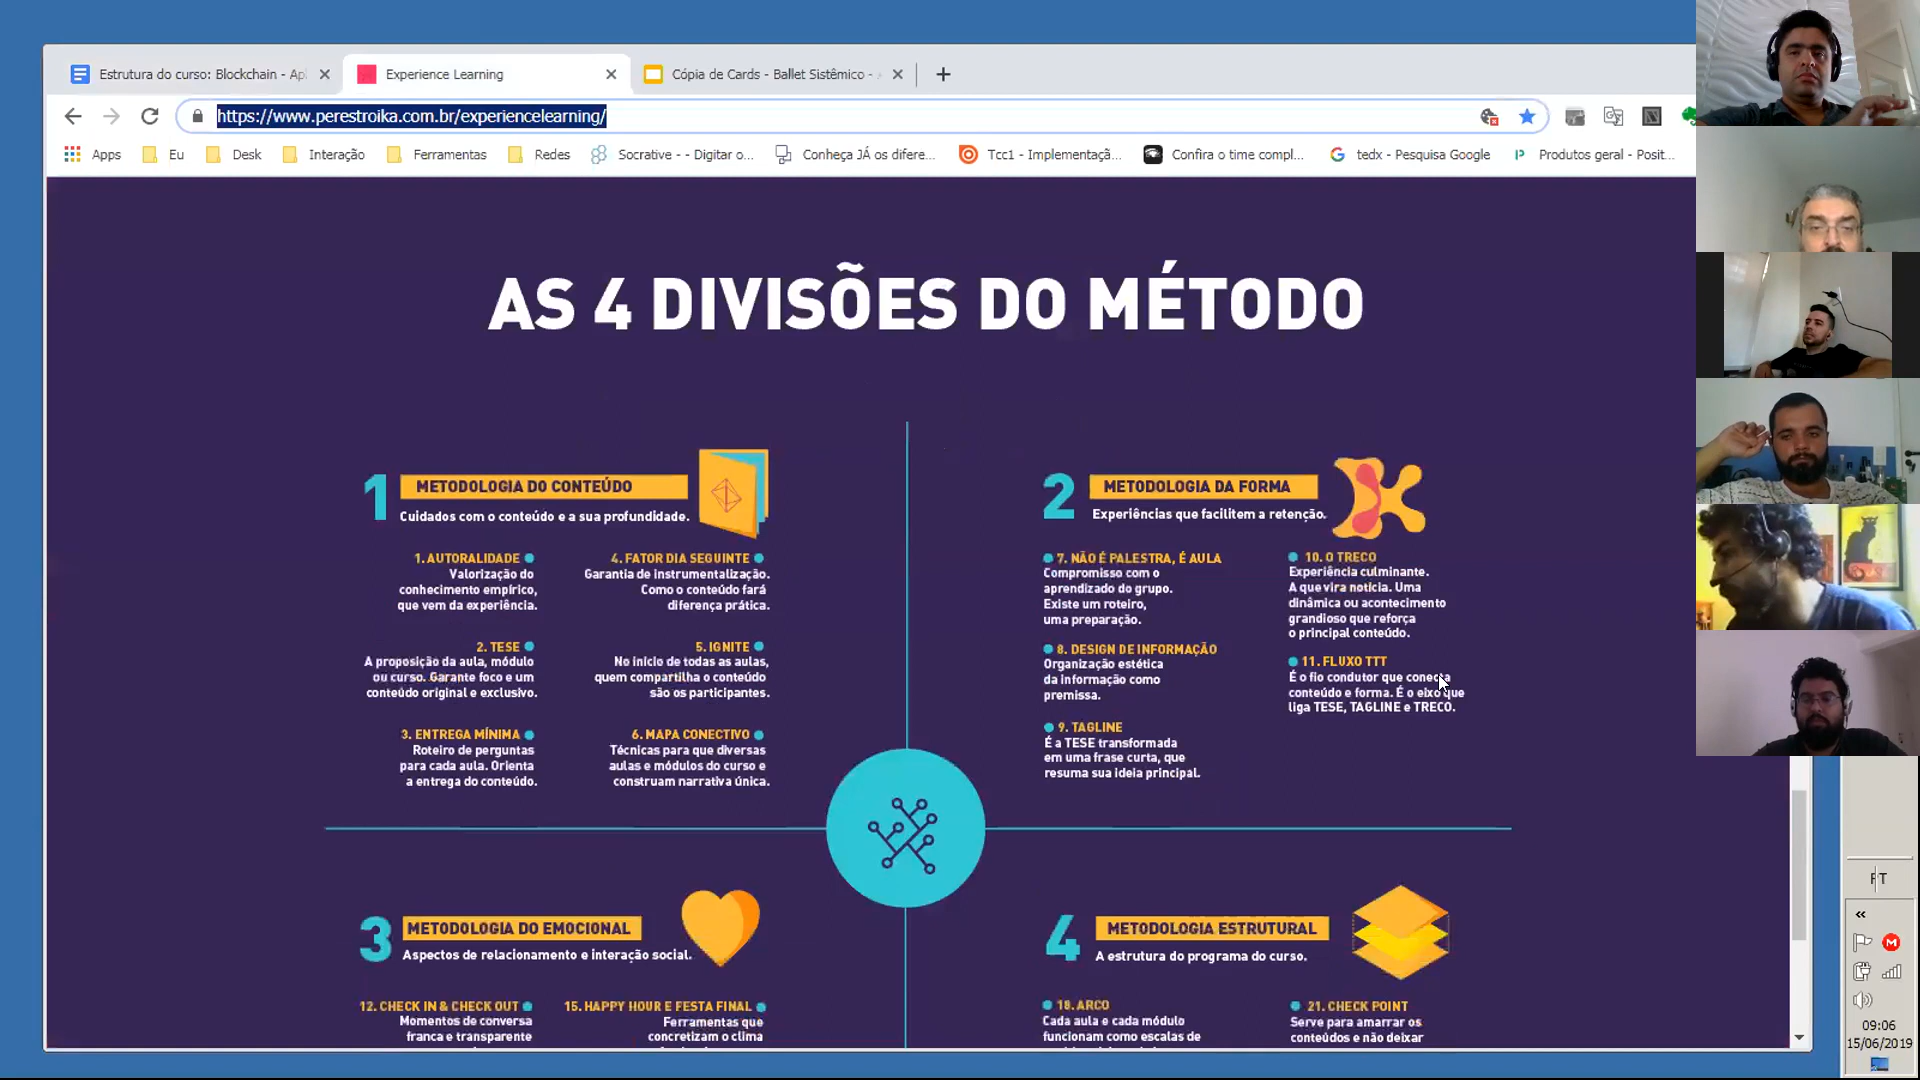 Estrutura do curso: Blockchain - Apl
Experience Learning
Cópia de Cards - Ballet Sistêmico -
https://www.perestroika.com.br/experiencelearning/
Apps
Eu
Desk
Interação
Ferramentas
Redes
Socrative - - Digitar o...
Conheça JÁ os difere...
Tcc1 - Implementaçã...
Confira o time compl...
tedx - Pesquisa Google
Produtos geral - Posit...
AS 4 DIVISÕES DO MÉTODO
1
METODOLOGIA DO CONTEÚDO
Cuidados com o conteúdo e a sua profundidade.
1. AUTORALIDADE
Valorização do
conhecimento empírico,
que vem da experiência.
2. TESE
A proposição da aula, módulo
ou curso. Garante foco e um
conteúdo original e exclusivo.
3. ENTREGA MÍNIMA
Roteiro de perguntas
para cada aula. Orienta
a entrega do conteúdo.
4. FATOR DIA SEGUINTE
Garantia de instrumentalização.
Como o conteúdo fará
diferença prática.
5. IGNITE
No início de todas as aulas,
quem compartilha o conteúdo
são os participantes.
6. MAPA CONECTIVO
Técnicas para que diversas
aulas e módulos do curso e
construam narrativa única.
2
METODOLOGIA DA FORMA
Experiências que facilitem a retenção.
7. NÃO É PALESTRA, É AULA
Compromisso com o
aprendizado do grupo.
Existe um roteiro,
uma preparação.
8. DESIGN DE INFORMAÇÃO
Organização estética
da informação como
premissa.
9. TAGLINE
É a TESE transformada
em uma frase curta, que
resuma sua ideia principal.
10. O TRECO
Experiência culminante.
A que vira notícia. Uma
dinâmica ou acontecimento
grandioso que reforça
o principal conteúdo.
11. FLUXO TTT
É o fio condutor que conecta
conteúdo e forma. É o eixo que
liga TESE, TAGLINE e TRECO.
3
METODOLOGIA DO EMOCIONAL
Aspectos de relacionamento e interação social.
12. CHECK IN & CHECK OUT
Momentos de conversa
franca e transparente
15. HAPPY HOUR E FESTA FINAL
Ferramentas que
concretizam o clima
4
METODOLOGIA ESTRUTURAL
A estrutura do programa do curso.
18. ARCO
Cada aula e cada módulo
funcionam como escalas de
21. CHECK POINT
Serve para amarrar os
conteúdos e não deixar
PT
09:06
15/06/2019